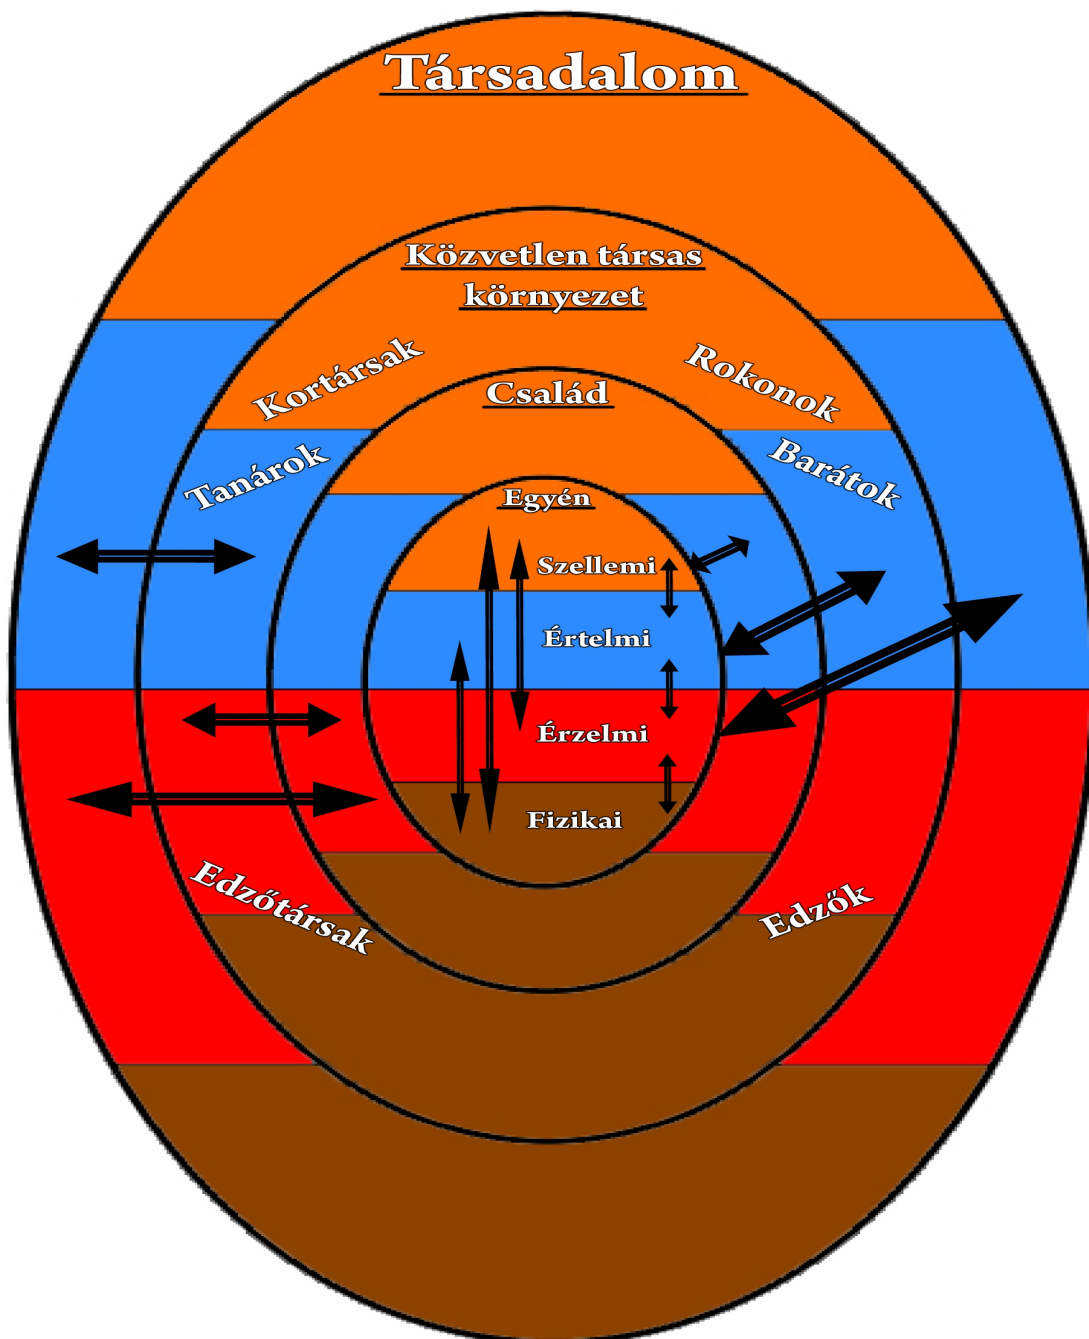 Társadalom
Közvetlen társas
környezet
Kortársak
Rokonok
Család
Tanárok
Barátok
Egyén
Szellemi
Értelmi
Érzelmi
Fizikai
Edzőtársak
Edzők